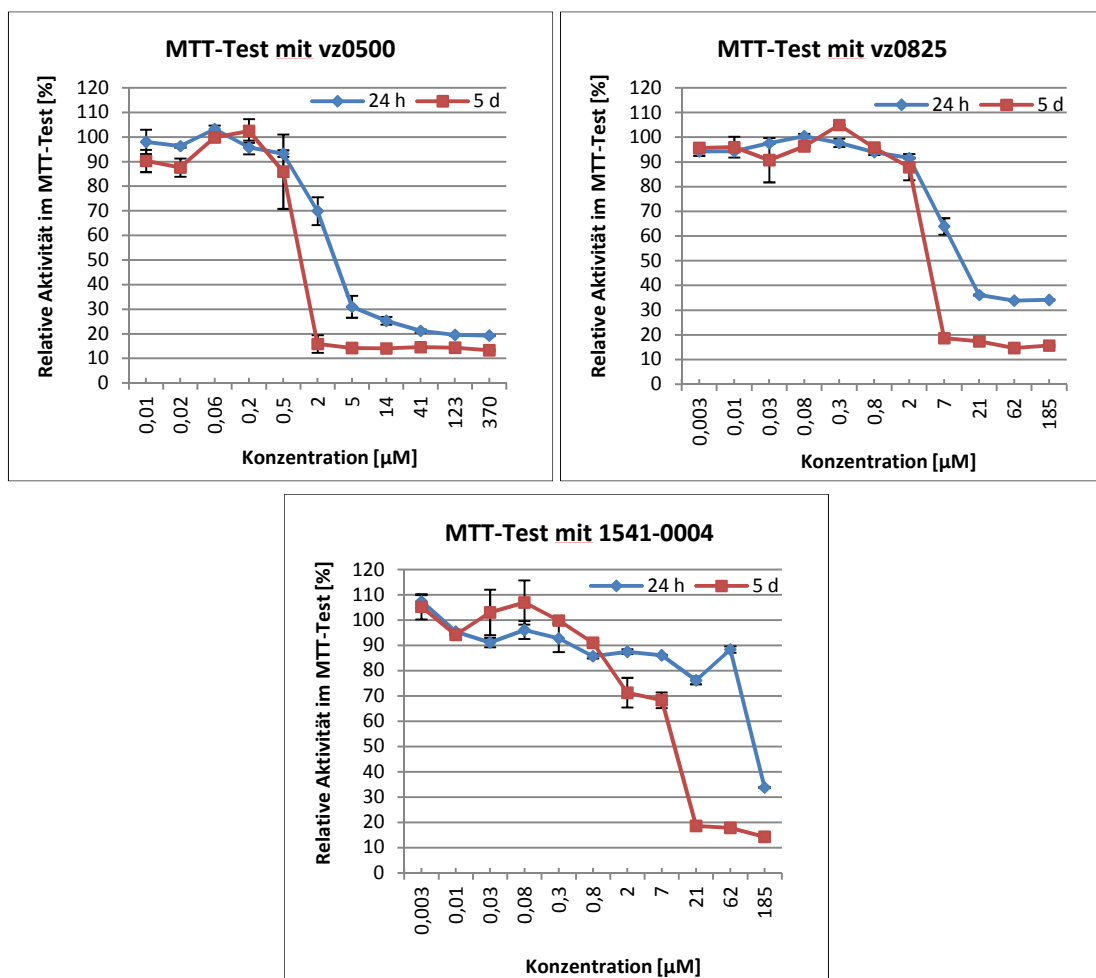 MTT-Test mit vz0500
Relative Aktivität im MTT-Test [%]
120
110
100
90
80
70
60
50
40
30
20
10
0
24 h 5 d
0,01 0,02 0,06 0,2 0,5 2 5 14 41 123 370
Konzentration [µM]
MTT-Test mit vz0825
Relative Aktivität im MTT-Test [%]
120
110
100
90
80
70
60
50
40
30
20
10
0
24 h 5 d
0,003 0,01 0,03 0,08 0,3 0,8 2 7 21 62 185
Konzentration [µM]
MTT-Test mit 1541-0004
Relative Aktivität im MTT-Test [%]
120
110
100
90
80
70
60
50
40
30
20
10
0
24 h 5 d
0,003 0,01 0,03 0,08 0,3 0,8 2 7 21 62 185
Konzentration [µM]